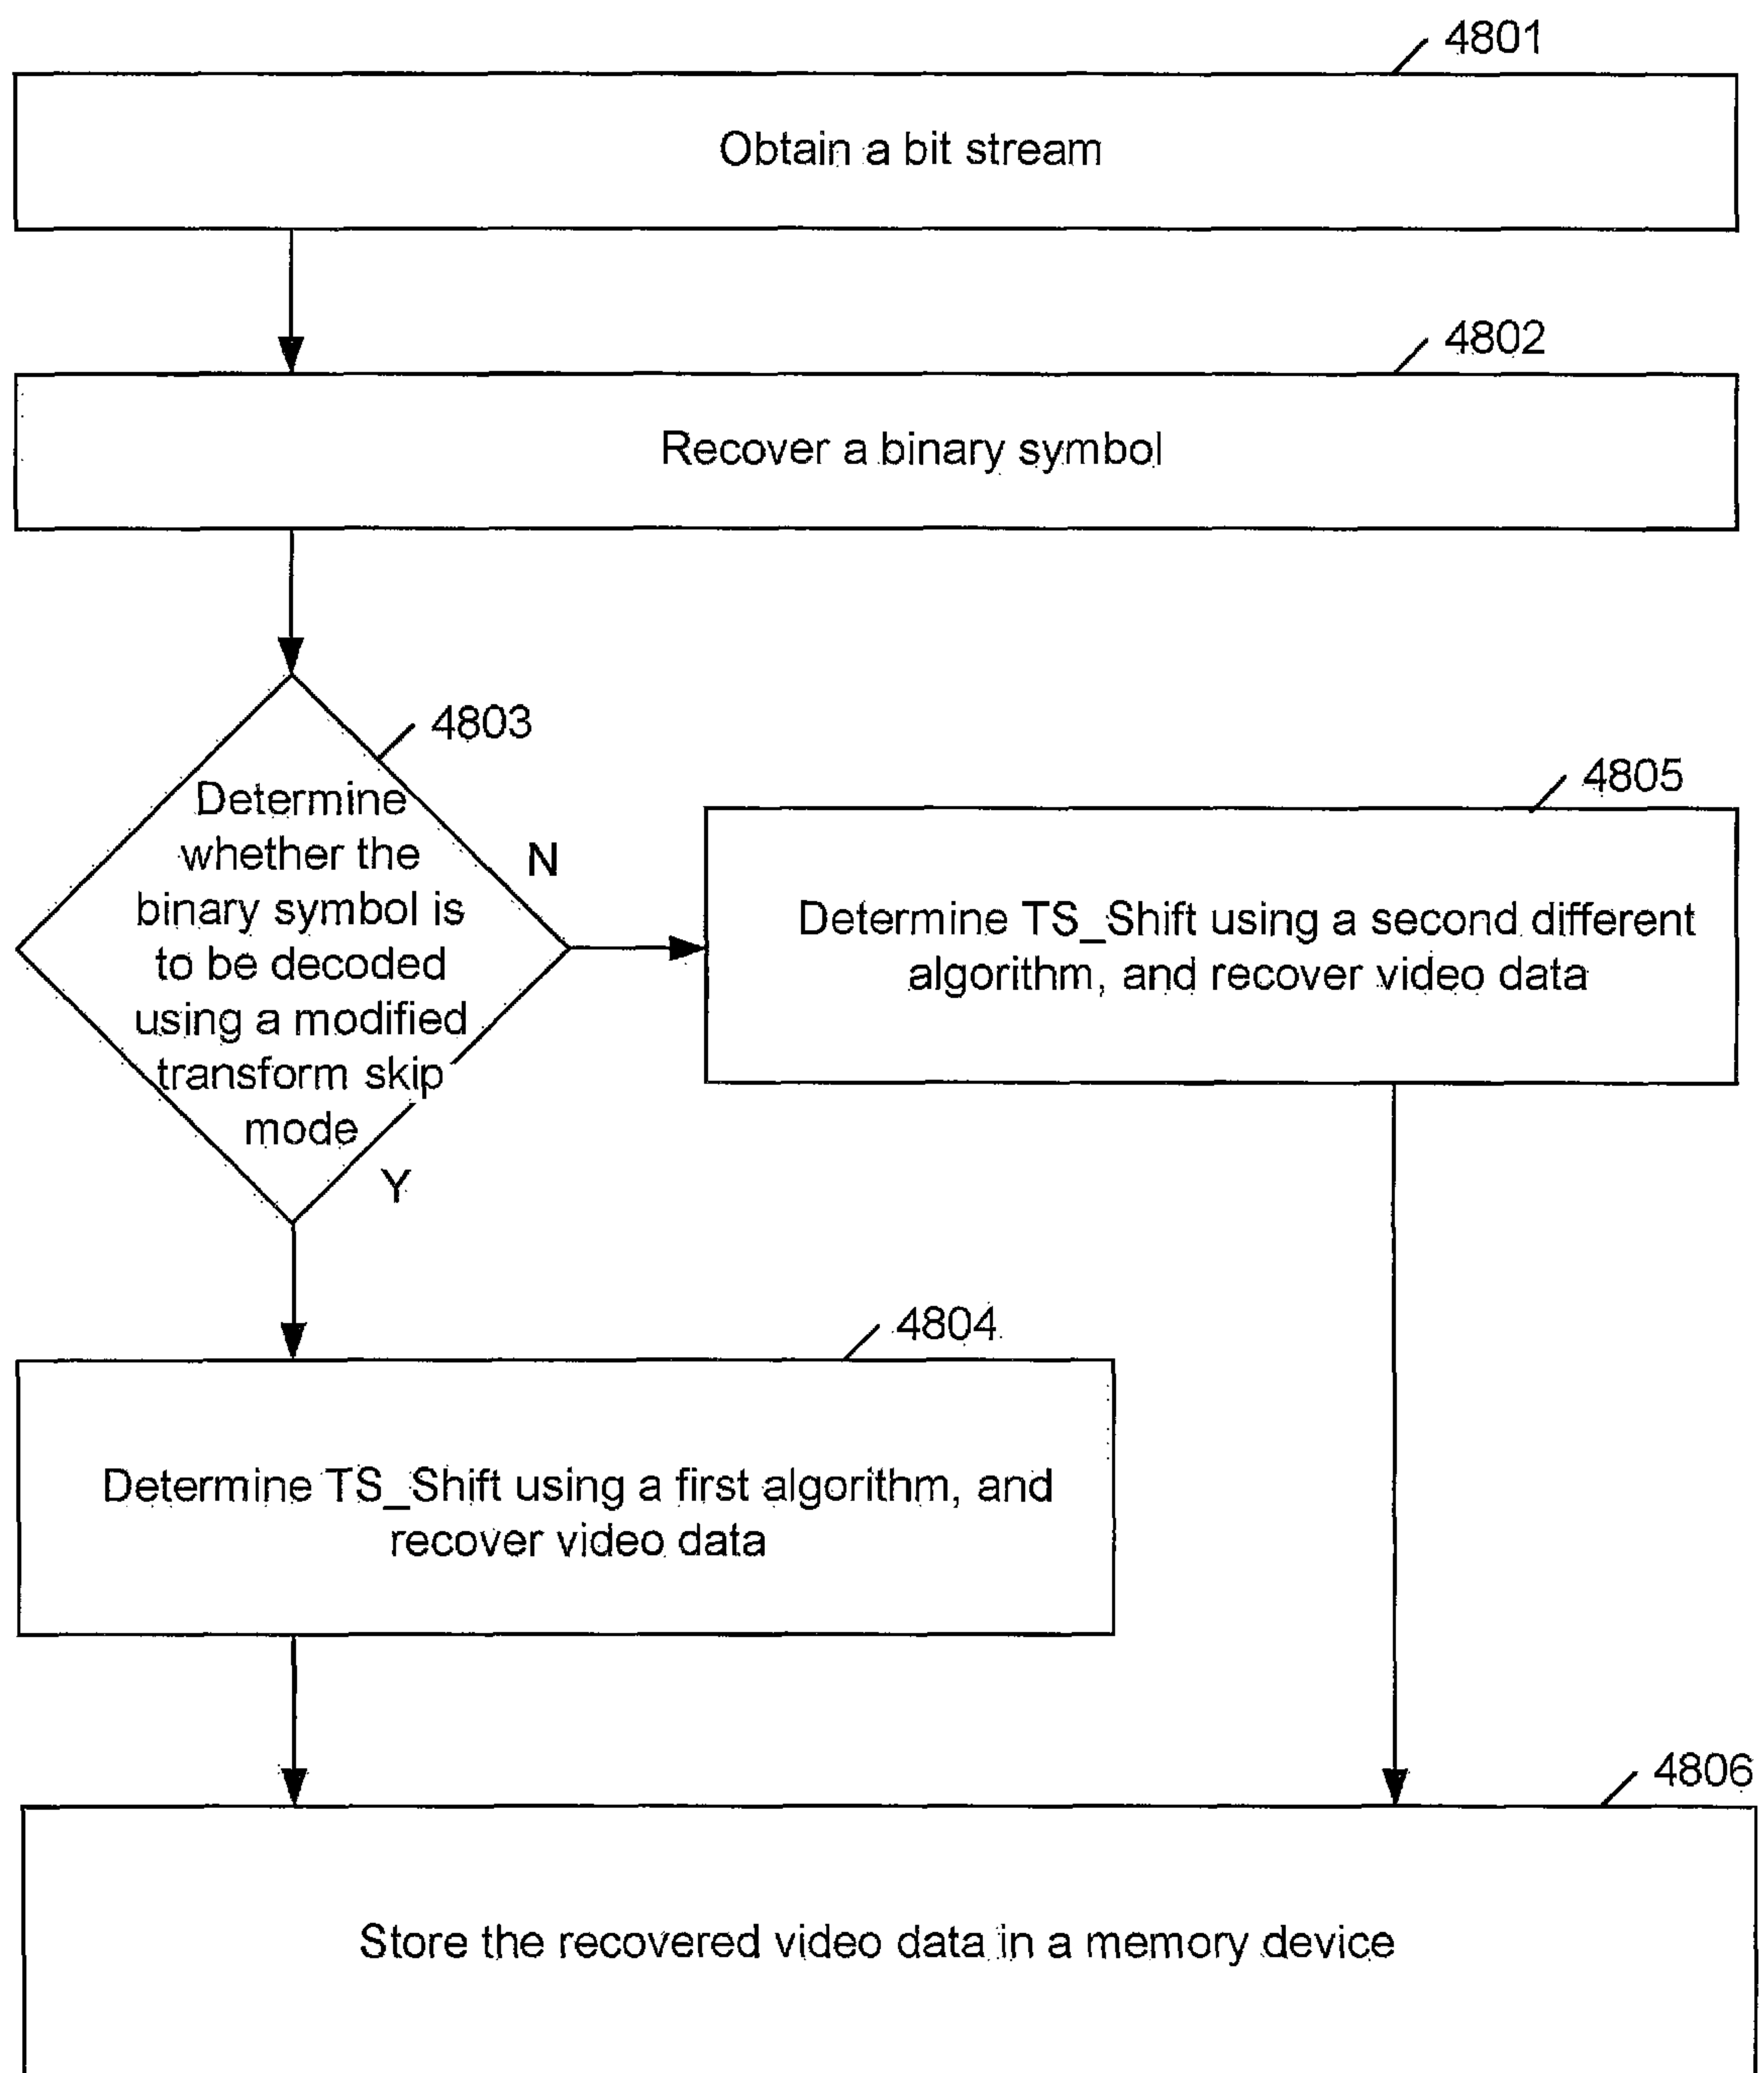 4801
Obtain a bit stream
4802
Recover a binary symbol
4803
Determine
whether the
binary symbol is
to be decoded
using a modified
transform skip
mode
N
Y
4805
Determine TS_Shift using a second different
algorithm, and recover video data
4804
Determine TS_Shift using a first algorithm, and
recover video data
4806
Store the recovered video data in a memory device